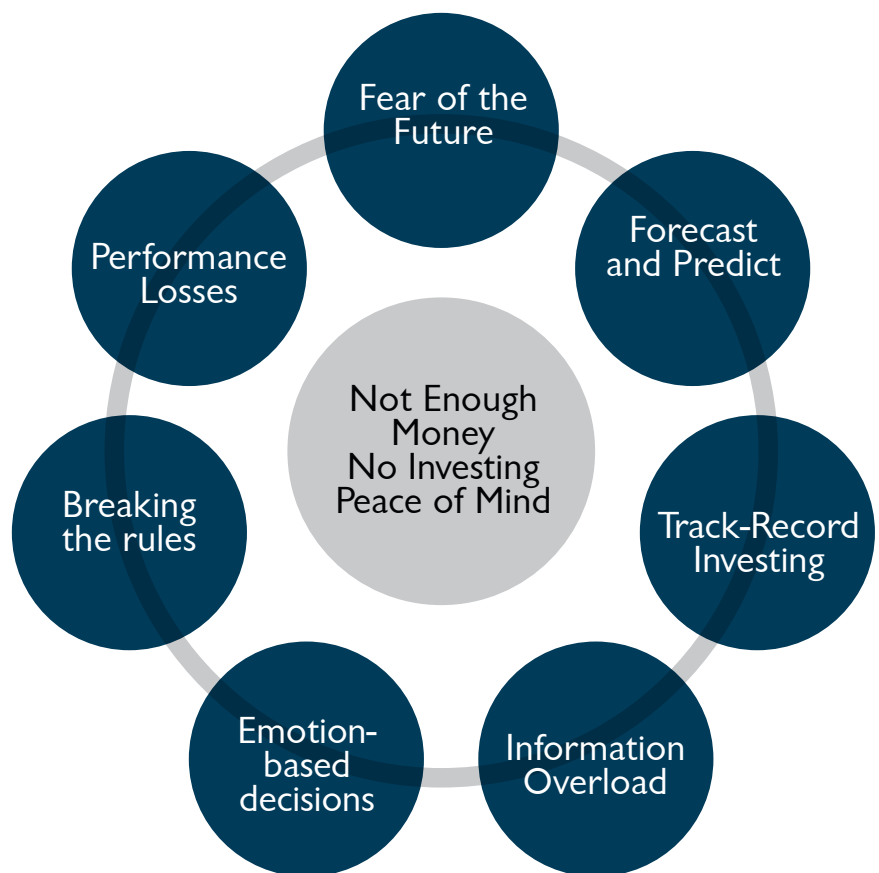 Fear of the
Future
Forecast
and Predict
Track-Record
Investing
Information
Overload
Emotion-
based
decisions
Breaking
the rules
Performance
Losses
Not Enough
Money
No Investing
Peace of Mind